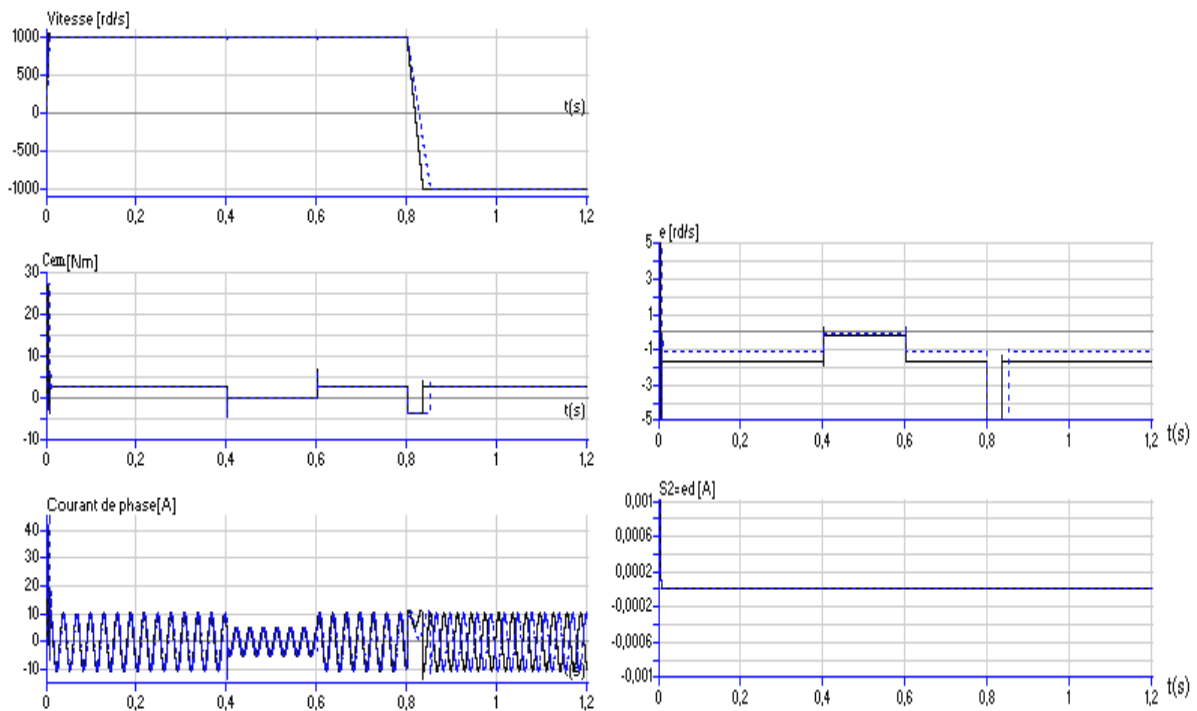 Vitesse [rd/s]
1000
500
0
-500
-1000
t(s)
0 0,2 0,4 0,6 0,8 1 1,2
Cem[Nm]
30
20
10
0
-10
t(s)
0 0,2 0,4 0,6 0,8 1 1,2
Courant de phase[A]
40
30
20
10
0
-10
t(s)
0 0,2 0,4 0,6 0,8 1 1,2
e [rd/s]
5
3
1
-1
-3
-5
0 0,2 0,4 0,6 0,8 1 1,2 t(s)
S2=ed [A]
0,001
0,0006
0,0002
-0,0002
-0,0006
-0,001
0 0,2 0,4 0,6 0,8 1 1,2 t(s)